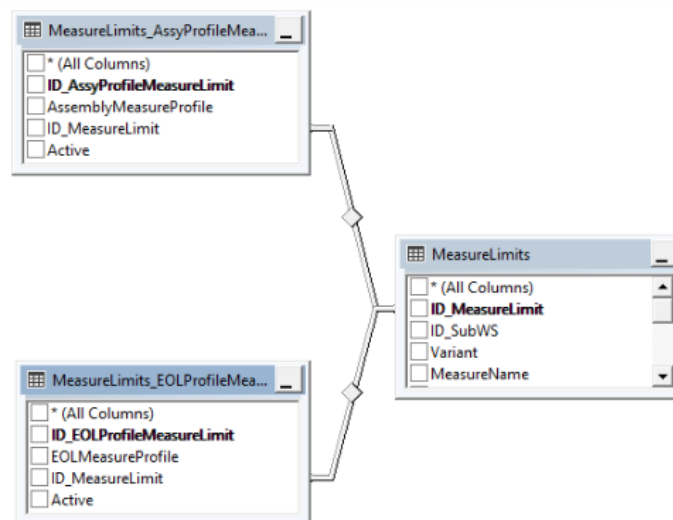 MeasureLimits_AssyProfileMea...
* (All Columns)
ID_AssyProfileMeasureLimit
AssemblyMeasureProfile
ID_MeasureLimit
Active
MeasureLimits
* (All Columns)
ID_MeasureLimit
ID_SubWS
Variant
MeasureName
MeasureLimits_EOLProfileMea...
* (All Columns)
ID_EOLProfileMeasureLimit
EOLMeasureProfile
ID_MeasureLimit
Active